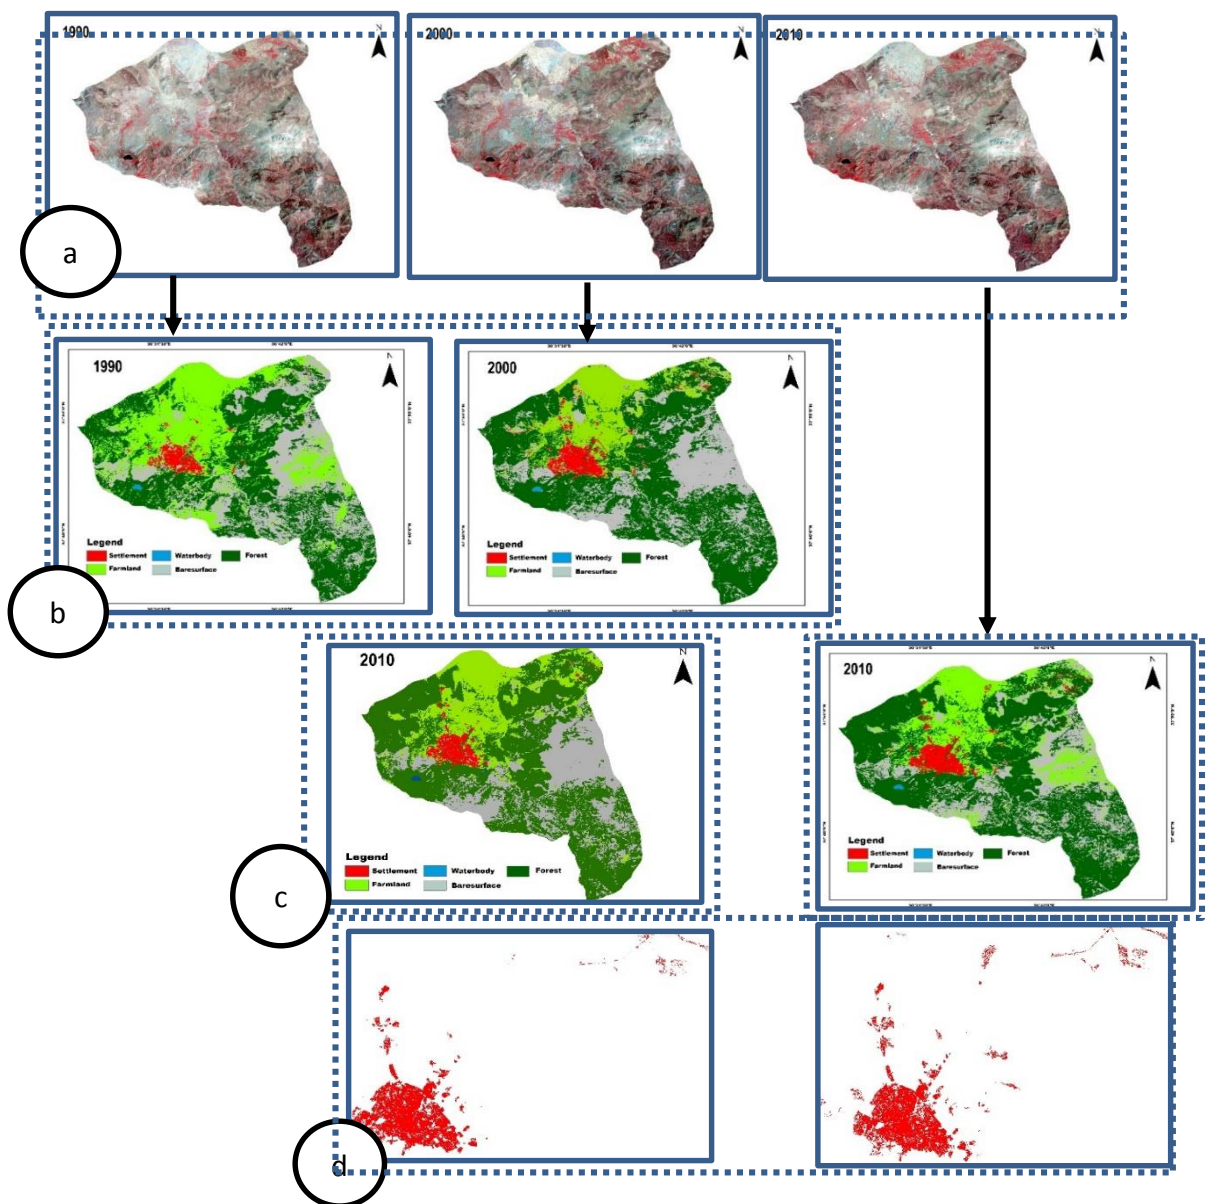 1990
N
2000
N
2010
N
a
1990
N
Legend
Settlement Waterbody Forest
Farmland Baresurface
2000
N
Legend
Settlement Waterbody Forest
Farmland Baresurface
b
2010
N
Legend
Settlement Waterbody Forest
Farmland Baresurface
2010
N
Legend
Settlement Waterbody Forest
Farmland Baresurface
c
d